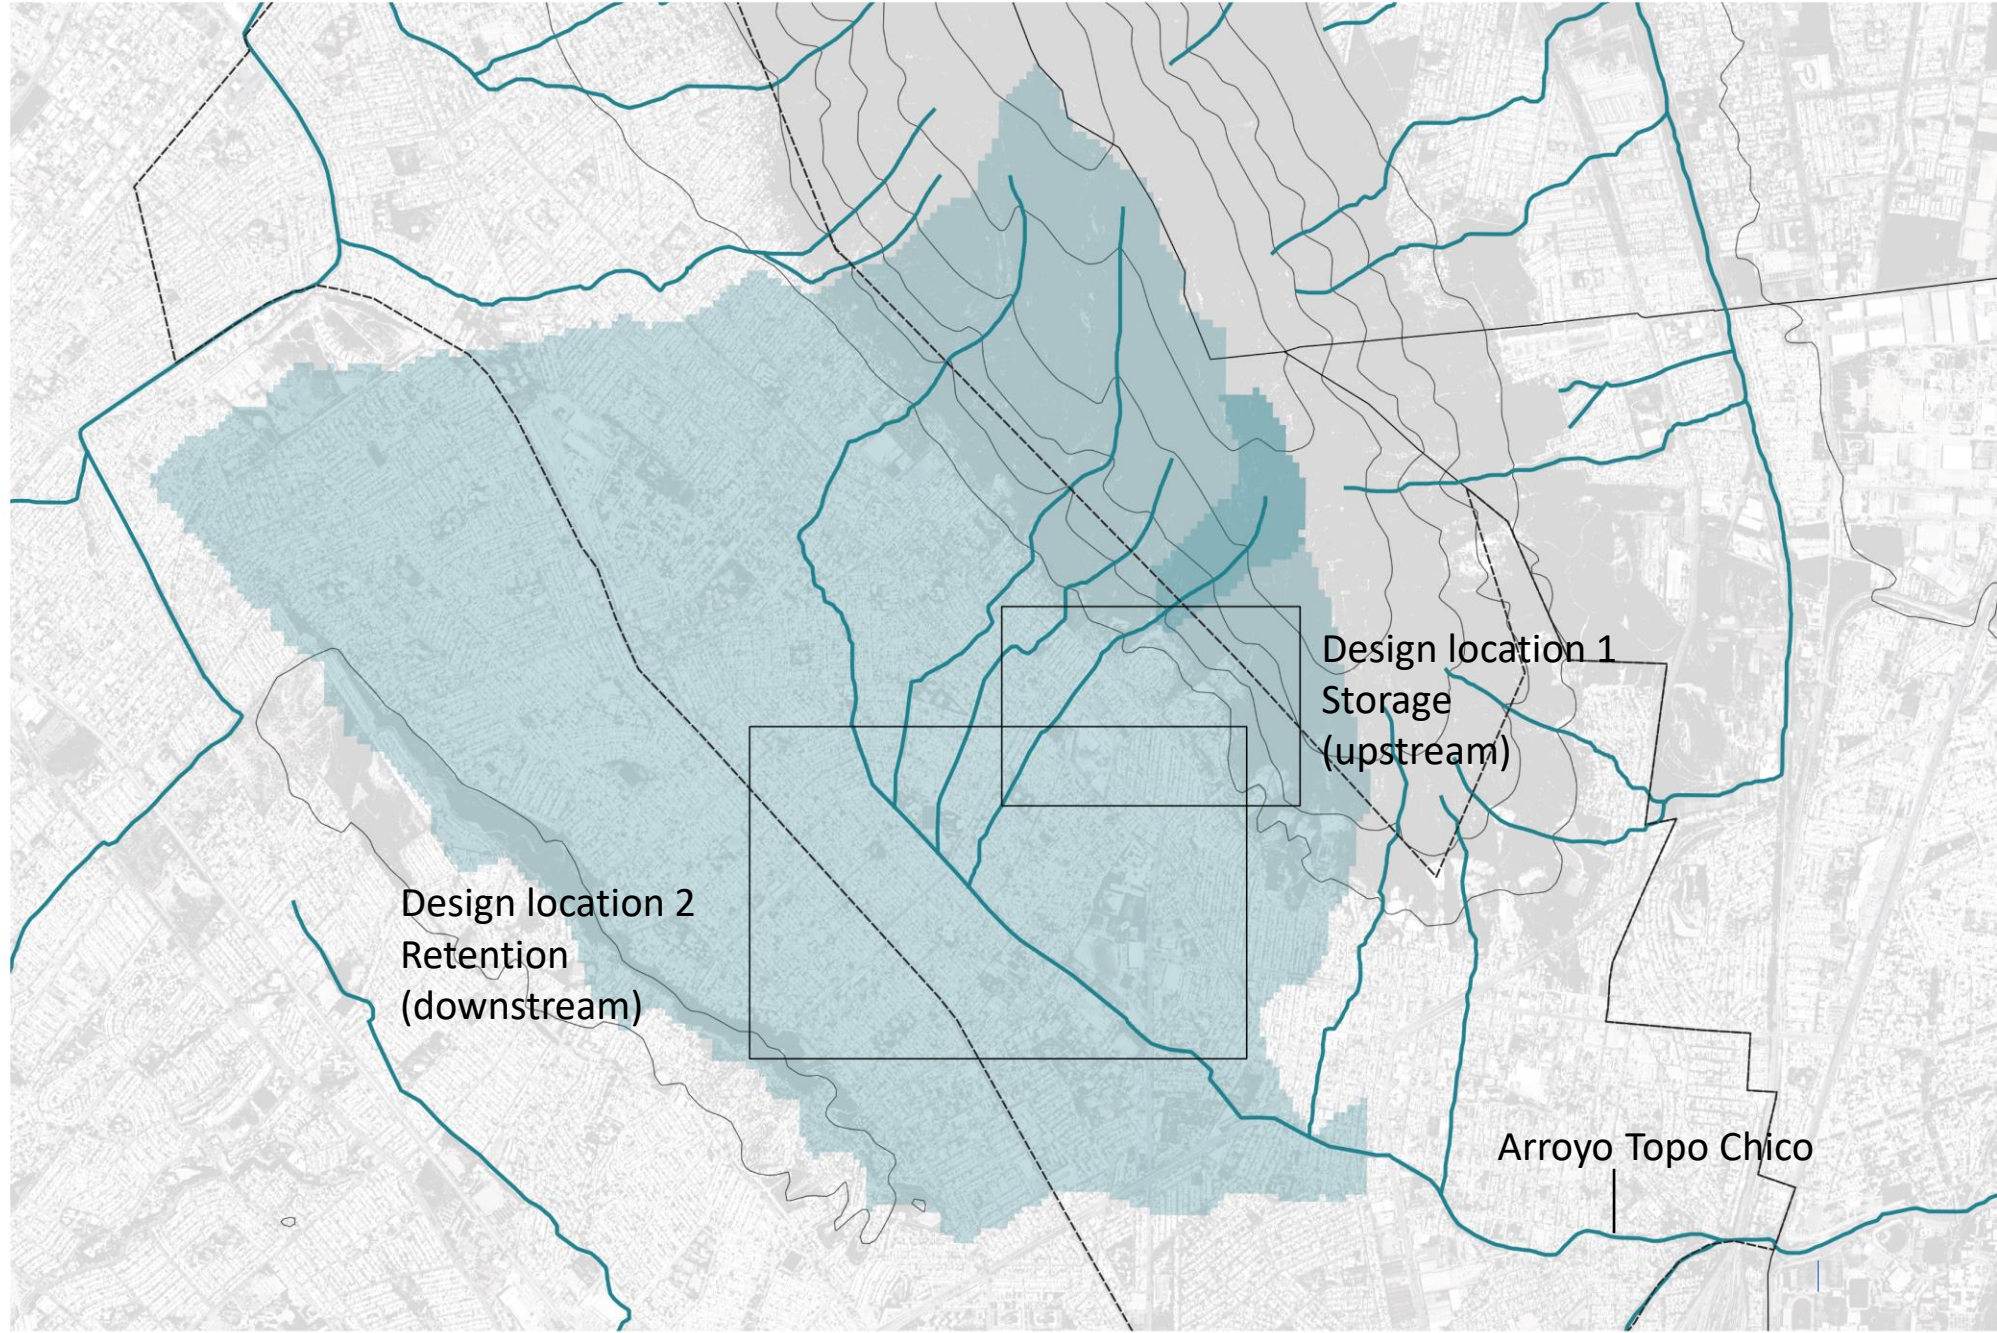 Design location 1
Storage
(upstream)
Design location 2
Retention
(downstream)
Arroyo Topo Chico